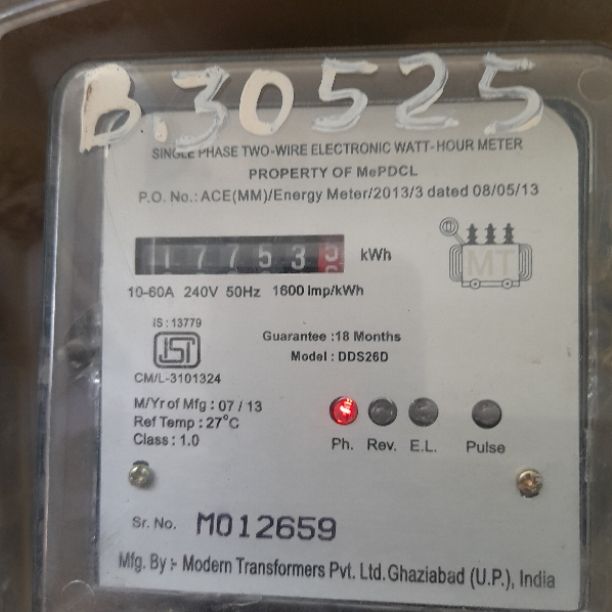 B.30525
SINGLE PHASE TWO-WIRE ELECTRONIC WATT-HOUR METER
PROPERTY OF MePDCL
P.O. No.: ACE(MM)/Energy Meter/2013/3 dated 08/05/13
17753 kWh
MT
10-60A 240V 50Hz 1600 imp/kWh
IS : 13779
ISI
CM/L-3101324
Guarantee : 18 Months
Model : DDS26D
M/Yr of Mfg : 07 / 13
Ref Temp : 27°C
Class : 1.0
Ph. Rev. E.L. Pulse
Sr. No. M012659
Mfg. By :- Modern Transformers Pvt. Ltd. Ghaziabad (U.P.), India